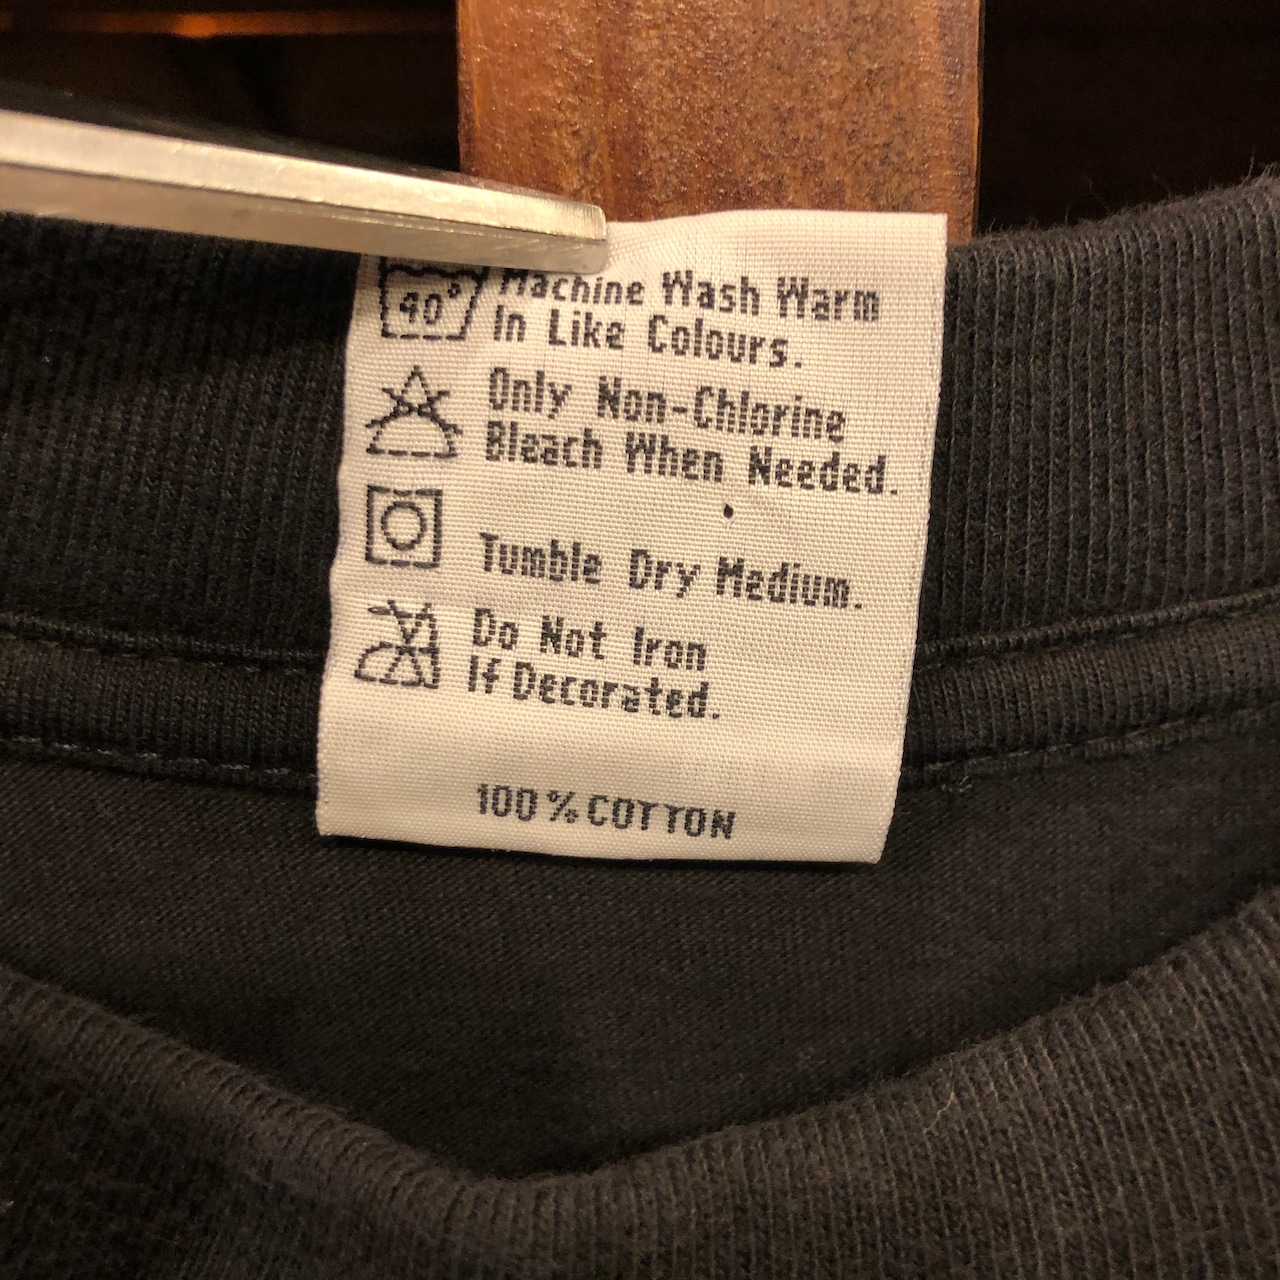 40° Machine Wash Warm
In Like Colours.
Only Non-Chlorine
Bleach When Needed.
Tumble Dry Medium.
Do Not Iron
If Decorated.
100% COTTON